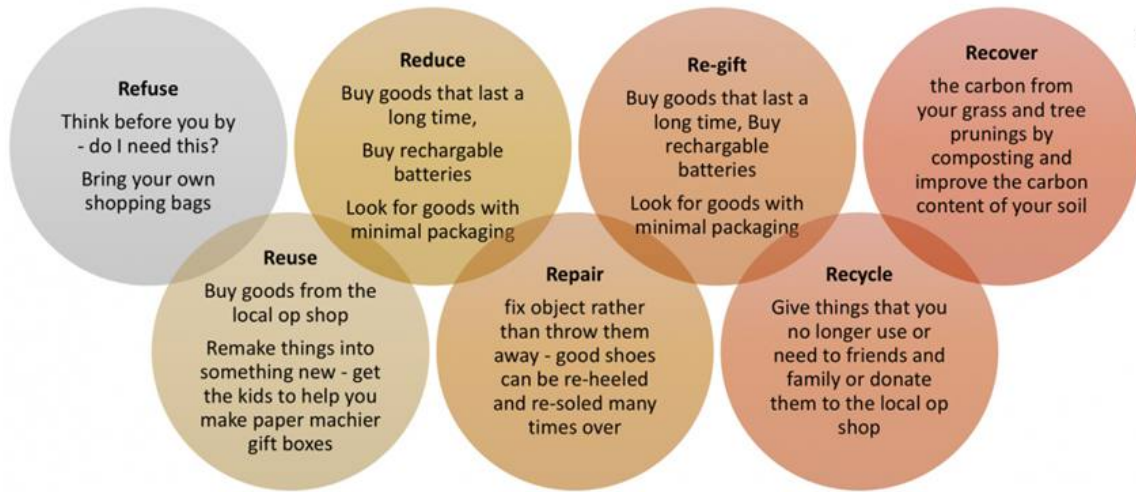 Refuse
Think before you by
- do I need this?
Bring your own
shopping bags
Reuse
Buy goods from the
local op shop
Remake things into
something new - get
the kids to help you
make paper machier
gift boxes
Reduce
Buy goods that last a
long time,
Buy rechargable
batteries
Look for goods with
minimal packaging
Repair
fix object rather
than throw them
away - good shoes
can be re-heeled
and re-soled many
times over
Re-gift
Buy goods that last a
long time, Buy
rechargable
batteries
Look for goods with
minimal packaging
Recycle
Give things that you
no longer use or
need to friends and
family or donate
them to the local op
shop
Recover
the carbon from
your grass and tree
prunings by
composting and
improve the carbon
content of your soil